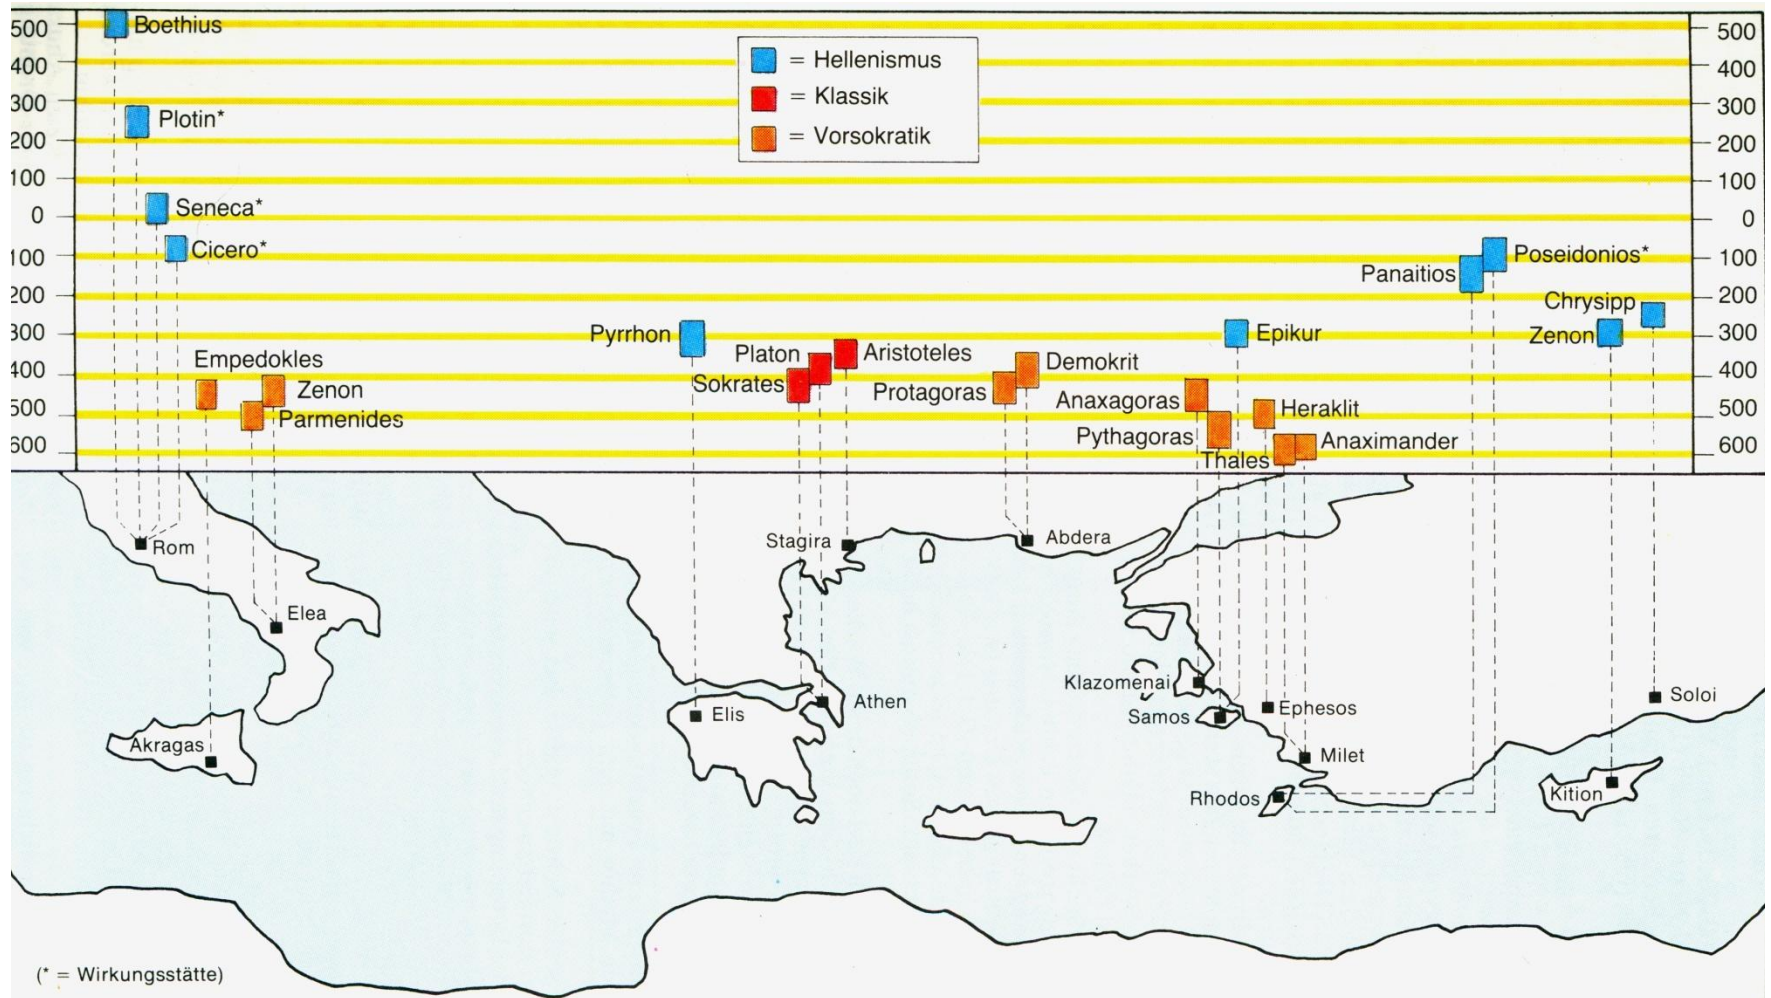 500
400
300
200
100
0
100
200
300
400
500
600
500
400
300
200
100
0
100
200
300
400
500
600
= Hellenismus
= Klassik
= Vorsokratik
Boethius
Plotin*
Seneca*
Cicero*
Empedokles
Zenon
Parmenides
Pyrrhon
Platon
Aristoteles
Sokrates
Demokrit
Protagoras
Epikur
Anaxagoras
Heraklit
Pythagoras
Anaximander
Thales
Poseidonios*
Panaitios
Chrysipp
Zenon
Rom
Elea
Akragas
Stagira
Abdera
Elis
Athen
Klazomenai
Samos
Ephesos
Milet
Rhodos
Soloi
Kition
(* = Wirkungsstätte)